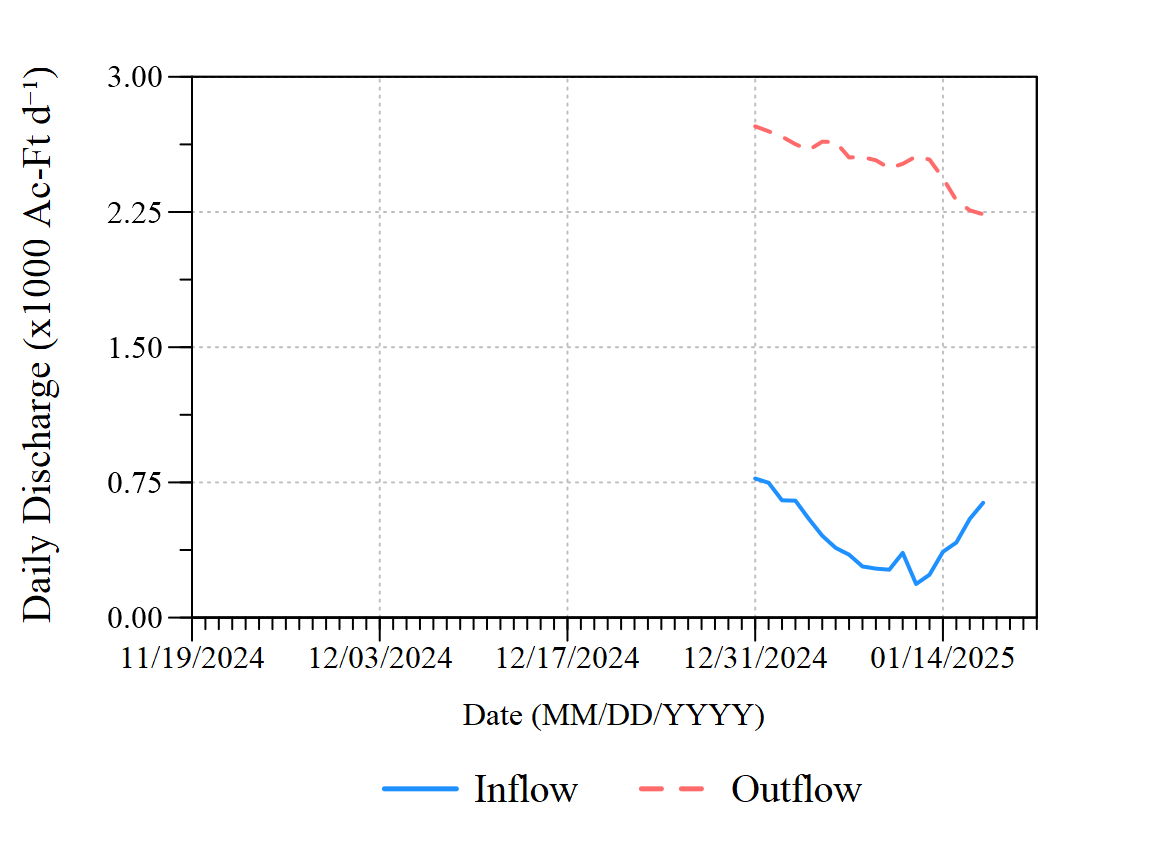 Daily Discharge (x1000 Ac-Ft d⁻¹)
3.00
2.25
1.50
0.75
0.00
11/19/2024 12/03/2024 12/17/2024 12/31/2024 01/14/2025
Date (MM/DD/YYYY)
Inflow Outflow